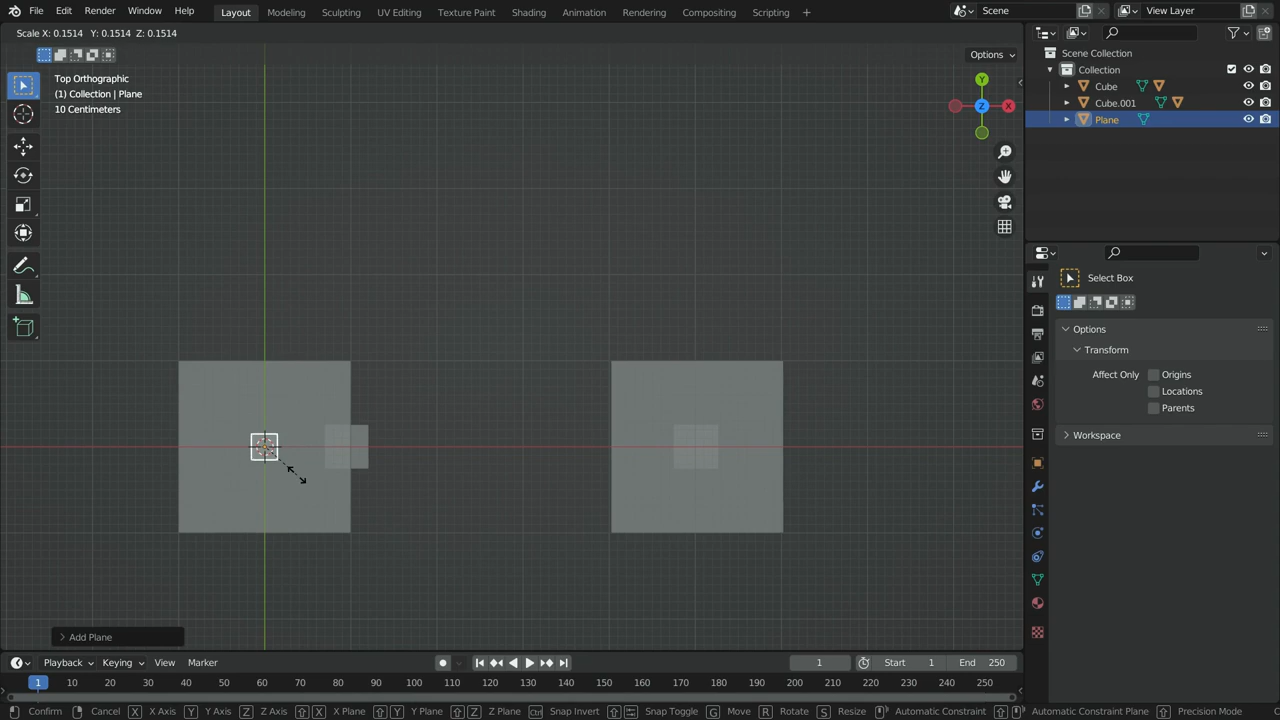 File Edit Render Window Help Layout Modeling Sculpting UV Editing Texture Paint Shading Animation Rendering Compositing Scripting + Scene View Layer
Scale X: 0.1514 Y: 0.1514 Z: 0.1514
Options
Top Orthographic
(1) Collection | Plane
10 Centimeters
Y
Z
X
Scene Collection
Collection
Cube
Cube.001
Plane
Select Box
Options
Transform
Affect Only Origins
Locations
Parents
Workspace
Add Plane
Playback Keying View Marker 1 Start 1 End 250
1 10 20 30 40 50 60 70 80 90 100 110 120 130 140 150 160 170 180 190 200 210 220 230 240 250
Confirm Cancel X X Axis Y Y Axis Z Z Axis X X Plane Y Y Plane Z Z Plane Ctrl Snap Invert Snap Toggle G Move R Rotate S Resize Automatic Constraint Automatic Constraint Plane Precision Mode